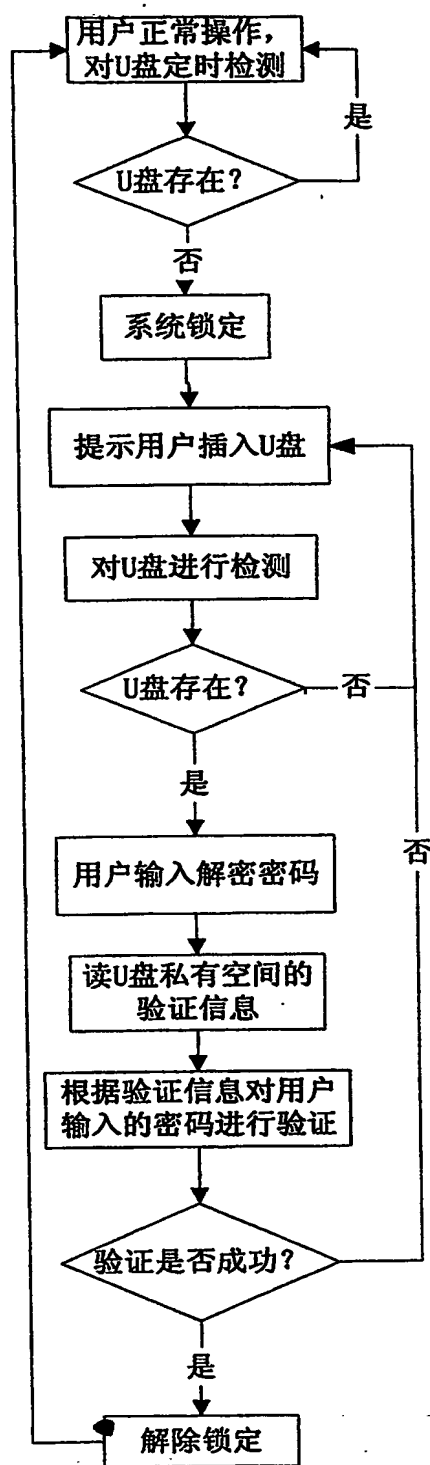 用户正常操作,
对U盘定时检测
是
U盘存在?
否
系统锁定
提示用户插入U盘
对U盘进行检测
U盘存在?
否
是
否
用户输入解密密码
读U盘私有空间的
验证信息
根据验证信息对用户
输入的密码进行验证
验证是否成功?
是
解除锁定